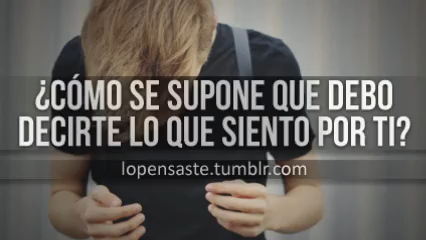 ¿CÓMO SE SUPONE QUE DEBO
DECIRTE LO QUE SIENTO POR TI?
lopensaste.tumblr.com